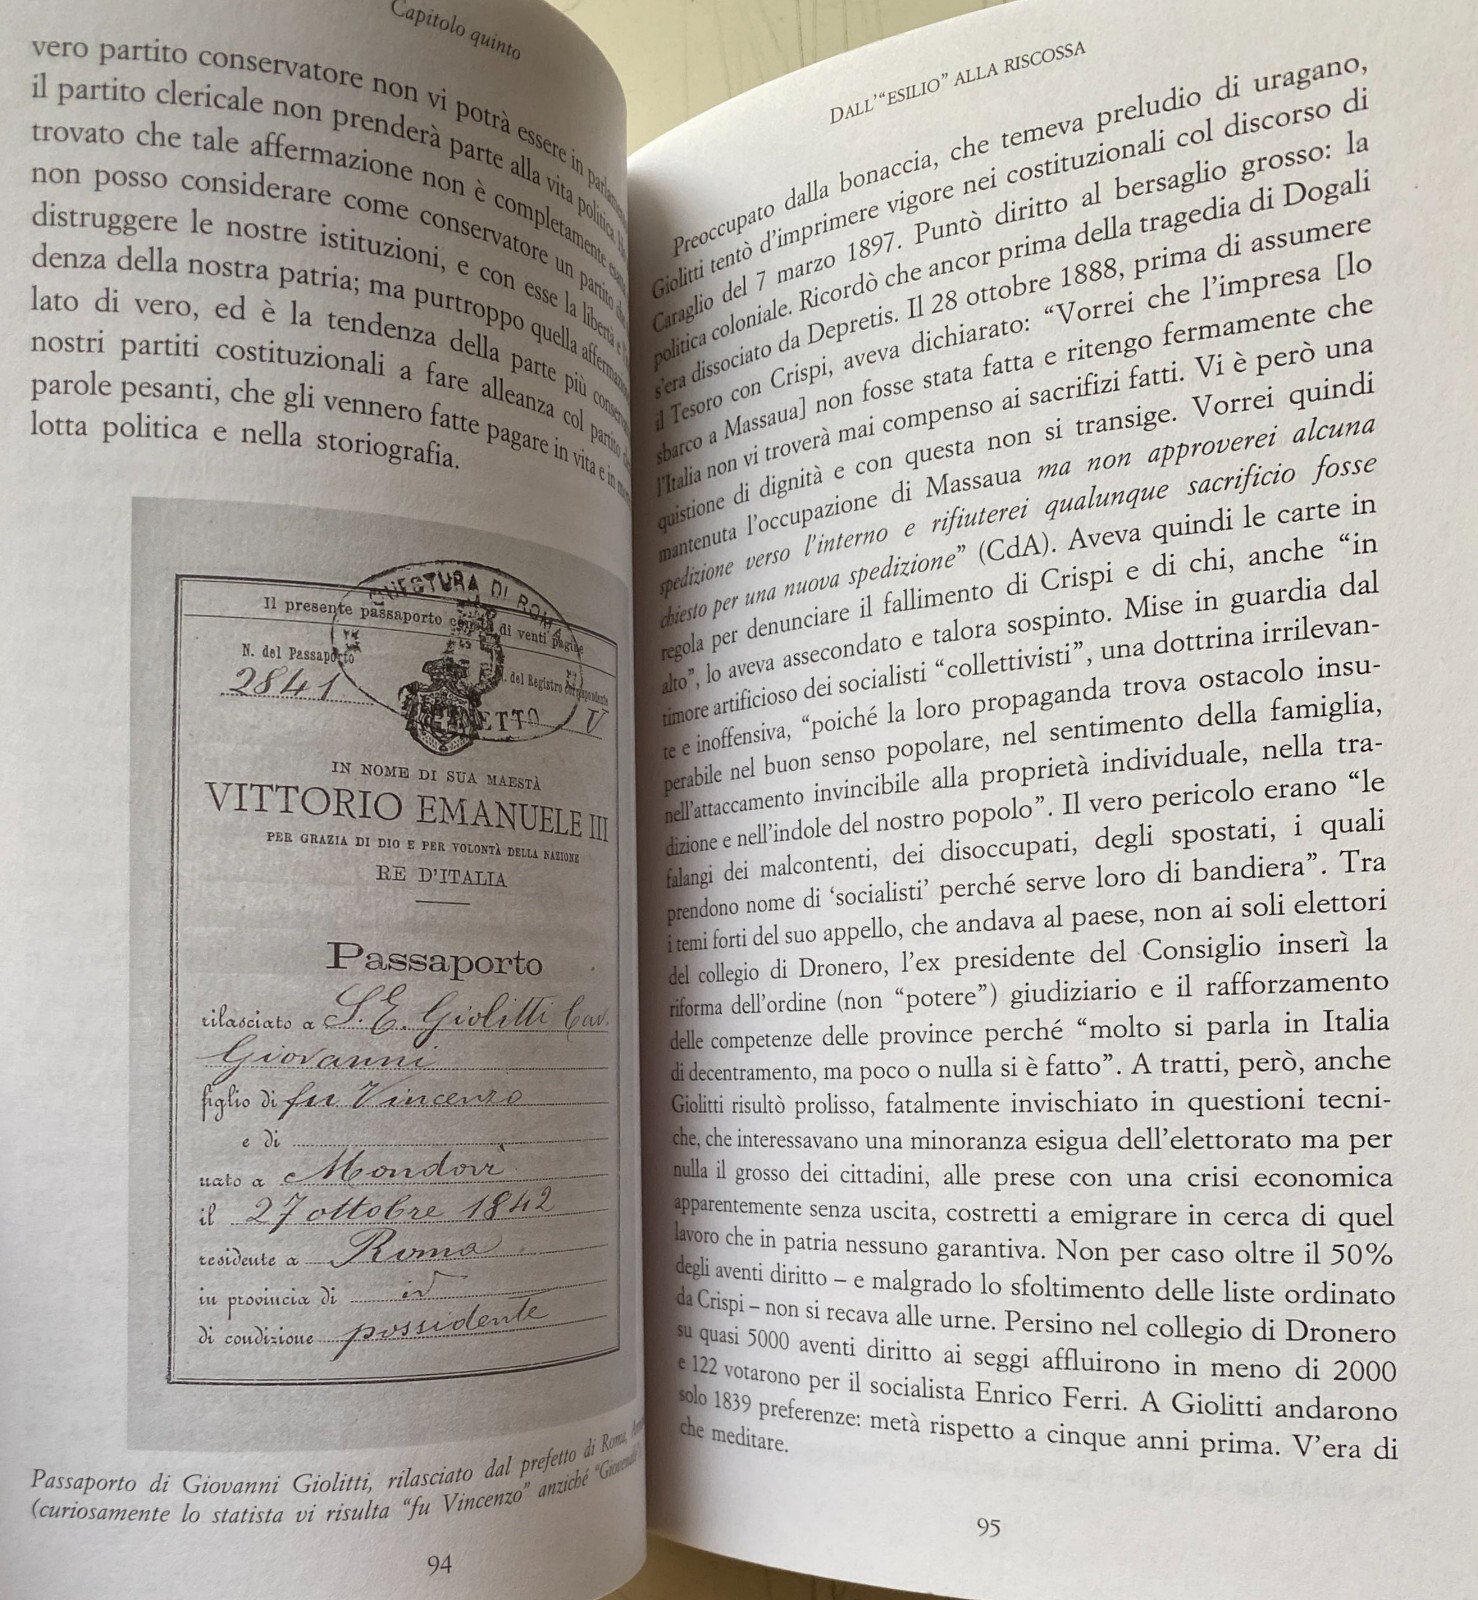 Capitolo quinto
vero partito conservatore non vi potrà essere in
il partito clericale non prenderà parte alla vita politica.
trovato che tale affermazione non è completamente
non posso considerare come conservatore un partito che
distruggere le nostre istituzioni, e con esse la libertà e
denza della nostra patria; ma purtroppo quella
lato di vero, ed è la tendenza della parte più
nostri partiti costituzionali a fare alleanza col partito
parole pesanti, che gli vennero fatte pagare in vita e in
lotta politica e nella storiografia.
QUESTURA DI ROMA
Il presente passaporto consta di venti pagine
N. del Passaporto
N. del Registro corrispondente
2841
V
IN NOME DI SUA MAESTÀ
VITTORIO EMANUELE III
PER GRAZIA DI DIO E PER VOLONTÀ DELLA NAZIONE
RE D'ITALIA
Passaporto
rilasciato a S. E. Giolitti Cav.
Giovanni
figlio di fu Vincenzo
e di
nato a Mondovì
il 27 ottobre 1842
residente a Roma
in provincia di id
di condizione possidente
Passaporto di Giovanni Giolitti, rilasciato dal prefetto di Roma,
(curiosamente lo statista vi risulta “fu Vincenzo” anziché “Giovenale”
94
DALL'“ESILIO” ALLA RISCOSSA
Preoccupato dalla bonaccia, che temeva preludio di uragano,
Giolitti tentò d'imprimere vigore nei costituzionali col discorso di
Caraglio del 7 marzo 1897. Puntò diritto al bersaglio grosso: la
politica coloniale. Ricordò che ancor prima della tragedia di Dogali
s'era dissociato da Depretis. Il 28 ottobre 1888, prima di assumere
il Tesoro con Crispi, aveva dichiarato: “Vorrei che l'impresa [lo
sbarco a Massaua] non fosse stata fatta e ritengo fermamente che
l'Italia non vi troverà mai compenso ai sacrifizi fatti. Vi è però una
quistione di dignità e con questa non si transige. Vorrei quindi
mantenuta l'occupazione di Massaua ma non approverei alcuna
spedizione verso l'interno e rifiuterei qualunque sacrificio fosse
chiesto per una nuova spedizione” (CdA). Aveva quindi le carte in
regola per denunciare il fallimento di Crispi e di chi, anche “in
alto”, lo aveva assecondato e talora sospinto. Mise in guardia dal
timore artificioso dei socialisti “collettivisti”, una dottrina irrilevan-
te e inoffensiva, “poiché la loro propaganda trova ostacolo insu-
perabile nel buon senso popolare, nel sentimento della famiglia,
nell'attaccamento invincibile alla proprietà individuale, nella tra-
dizione e nell'indole del nostro popolo”. Il vero pericolo erano “le
falangi dei malcontenti, dei disoccupati, degli spostati, i quali
prendono nome di ‘socialisti’ perché serve loro di bandiera”. Tra
i temi forti del suo appello, che andava al paese, non ai soli elettori
del collegio di Dronero, l'ex presidente del Consiglio inserì la
riforma dell'ordine (non “potere”) giudiziario e il rafforzamento
delle competenze delle province perché “molto si parla in Italia
di decentramento, ma poco o nulla si è fatto”. A tratti, però, anche
Giolitti risultò prolisso, fatalmente invischiato in questioni tecni-
che, che interessavano una minoranza esigua dell'elettorato ma per
nulla il grosso dei cittadini, alle prese con una crisi economica
apparentemente senza uscita, costretti a emigrare in cerca di quel
lavoro che in patria nessuno garantiva. Non per caso oltre il 50%
degli aventi diritto – e malgrado lo sfoltimento delle liste ordinato
da Crispi – non si recava alle urne. Persino nel collegio di Dronero
su quasi 5000 aventi diritto ai seggi affluirono in meno di 2000
e 122 votarono per il socialista Enrico Ferri. A Giolitti andarono
solo 1839 preferenze: metà rispetto a cinque anni prima. V'era di
che meditare.
95